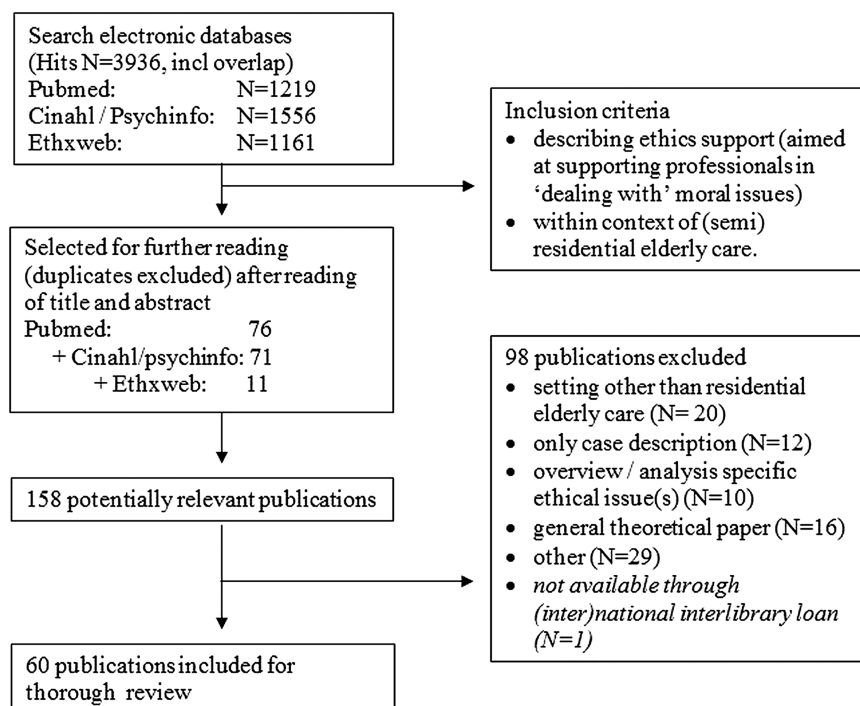 Search electronic databases
(Hits N=3936, incl overlap)
Pubmed: N=1219
Cinahl / Psychinfo: N=1556
Ethxweb: N=1161
Inclusion criteria
• describing ethics support (aimed
at supporting professionals in
‘dealing with’ moral issues)
• within context of (semi)
residential elderly care.
Selected for further reading
(duplicates excluded) after reading
of title and abstract
Pubmed: 76
+ Cinahl/psychinfo: 71
+ Ethxweb: 11
98 publications excluded
• setting other than residential
elderly care (N= 20)
• only case description (N=12)
• overview / analysis specific
ethical issue(s) (N=10)
• general theoretical paper (N=16)
• other (N=29)
• not available through
(inter)national interlibrary loan
(N=1)
158 potentially relevant publications
60 publications included for
thorough review